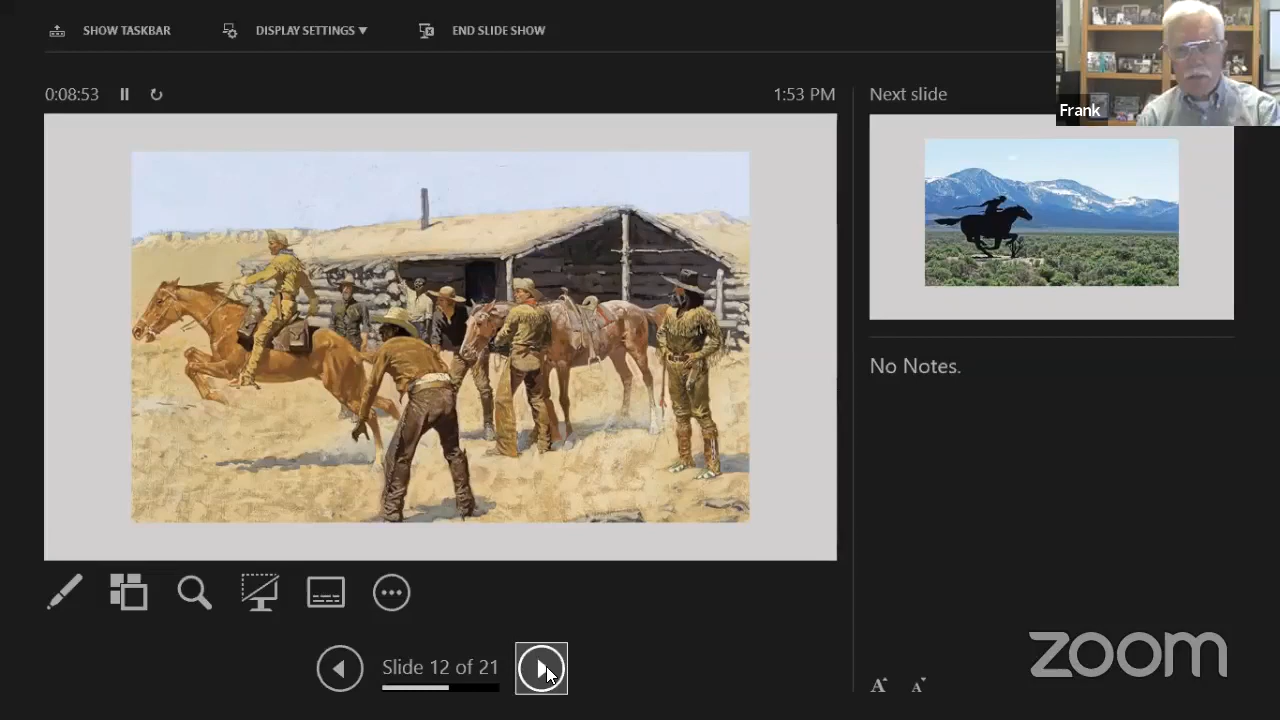 SHOW TASKBAR
DISPLAY SETTINGS ▼
END SLIDE SHOW
0:08:53
1:53 PM
Next slide
Frank
No Notes.
Slide 12 of 21
A A
zoom